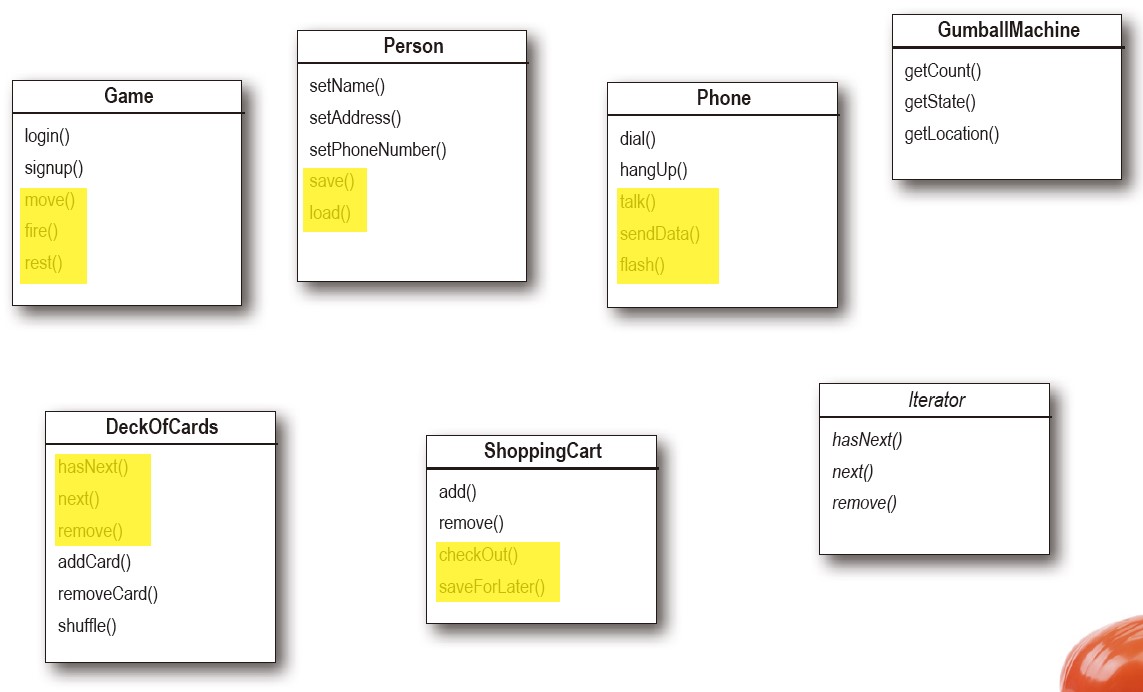 Game
login()
signup()
move()
fire()
rest()
Person
setName()
setAddress()
setPhoneNumber()
save()
load()
Phone
dial()
hangUp()
talk()
sendData()
flash()
GumballMachine
getCount()
getState()
getLocation()
DeckOfCards
hasNext()
next()
remove()
addCard()
removeCard()
shuffle()
ShoppingCart
add()
remove()
checkOut()
saveForLater()
Iterator
hasNext()
next()
remove()